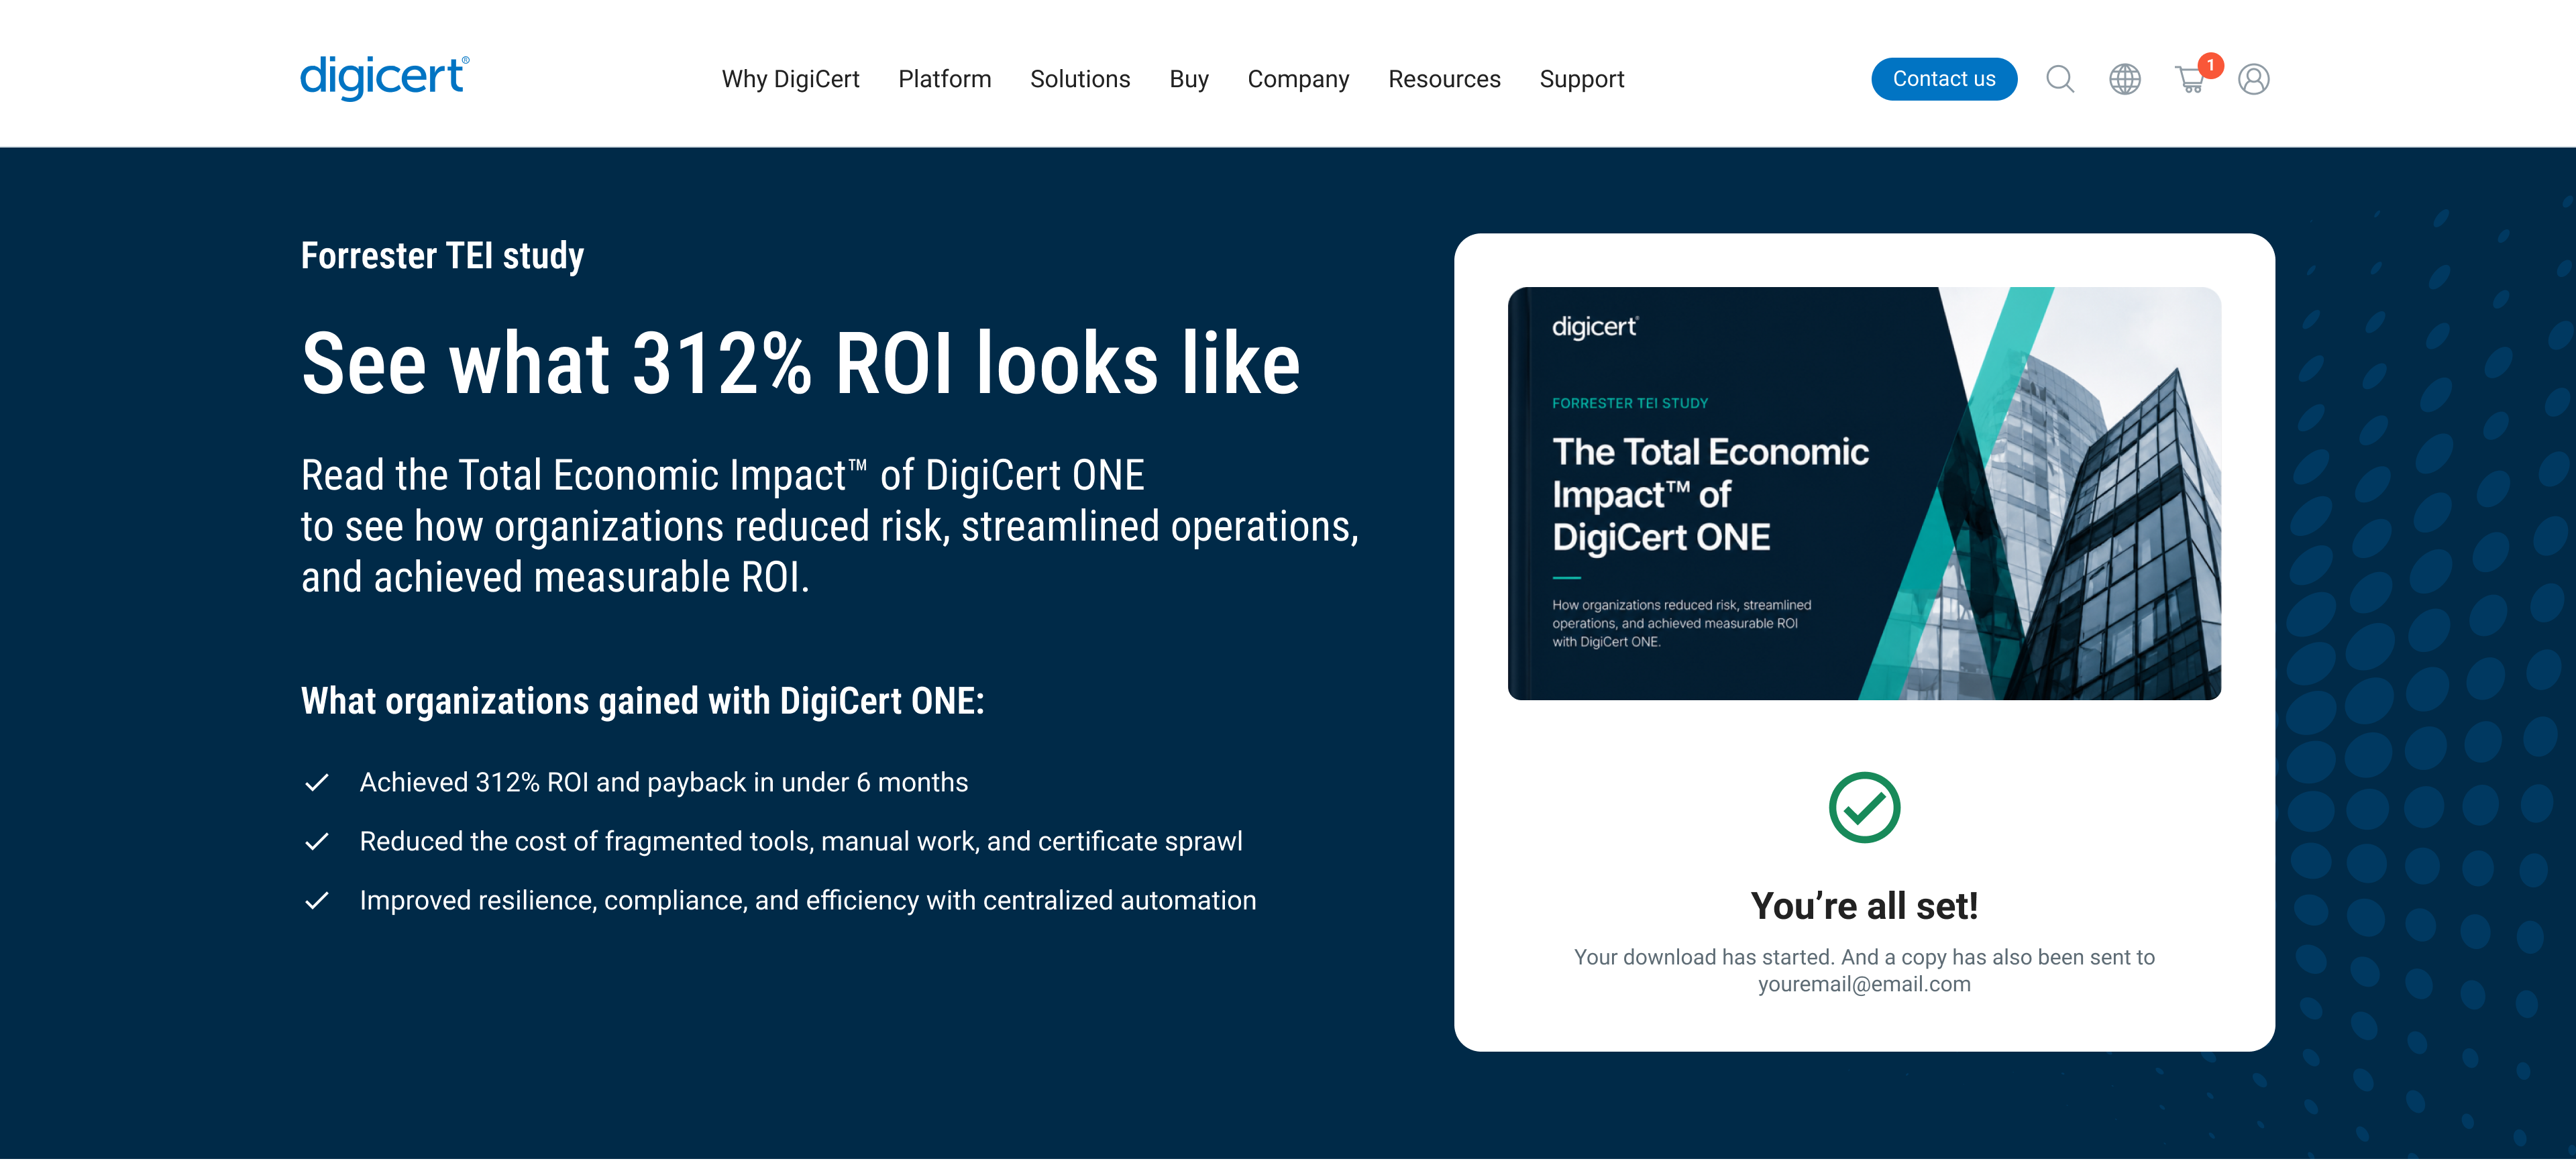 digicert®
Why DigiCert
Platform
Solutions
Buy
Company
Resources
Support
Contact us
1
Forrester TEI study
See what 312% ROI looks like
Read the Total Economic Impact™ of DigiCert ONE
to see how organizations reduced risk, streamlined operations,
and achieved measurable ROI.
What organizations gained with DigiCert ONE:
Achieved 312% ROI and payback in under 6 months
Reduced the cost of fragmented tools, manual work, and certificate sprawl
Improved resilience, compliance, and efficiency with centralized automation
digicert®
FORRESTER TEI STUDY
The Total Economic
Impact™ of
DigiCert ONE
How organizations reduced risk, streamlined
operations, and achieved measurable ROI
with DigiCert ONE.
You’re all set!
Your download has started. And a copy has also been sent to
youremail@email.com